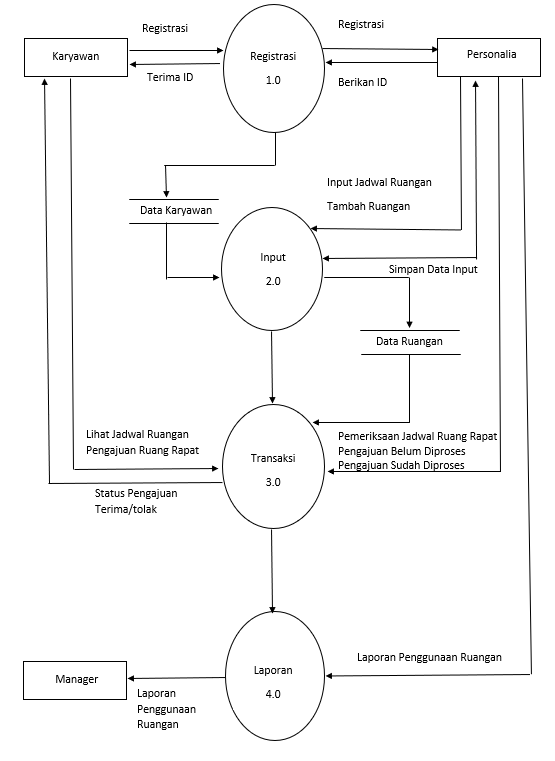 Registrasi
Registrasi
Karyawan
Registrasi
1.0
Personalia
Terima ID
Berikan ID
Input Jadwal Ruangan
Tambah Ruangan
Data Karyawan
Input
2.0
Simpan Data Input
Data Ruangan
Lihat Jadwal Ruangan
Pengajuan Ruang Rapat
Transaksi
3.0
Pemeriksaan Jadwal Ruang Rapat
Pengajuan Belum Diproses
Pengajuan Sudah Diproses
Status Pengajuan
Terima/tolak
Laporan Penggunaan Ruangan
Laporan
4.0
Manager
Laporan
Penggunaan
Ruangan